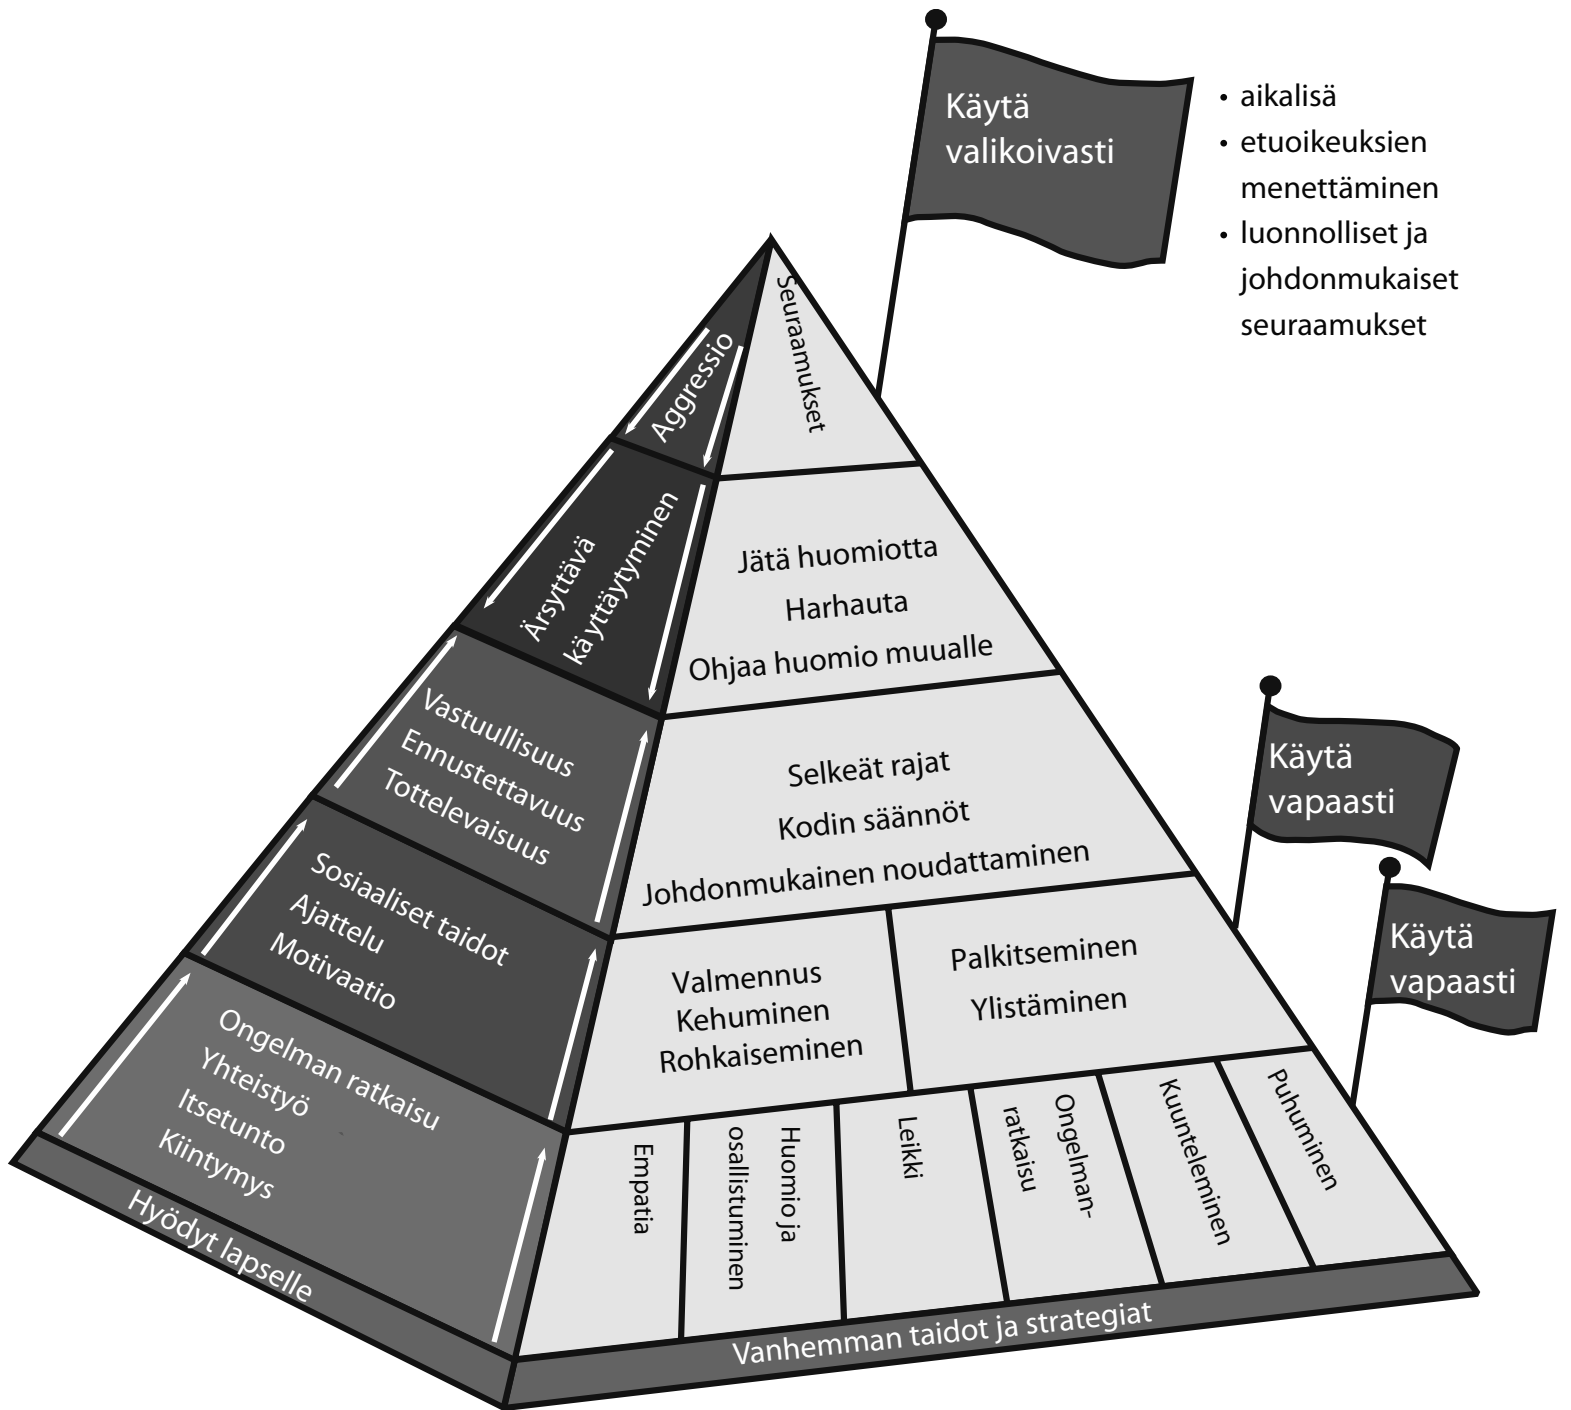 Käytä
valikoivasti
• aikalisä
• etuoikeuksien
menettäminen
• luonnolliset ja
johdonmukaiset
seuraamukset
Aggressio
Seuraamukset
Ärsyttävä
kä yttäytyminen
Jätä huomiotta
Harhauta
Ohjaa huomio muualle
Vastuullisuus
Ennustettavuus
Tottelevaisuus
Selkeät rajat
Kodin säännöt
Johdonmukainen noudattaminen
Käytä
vapaasti
Sosiaaliset taidot
Ajattelu
Motivaatio
Valmennus
Kehuminen
Rohkaiseminen
Palkitseminen
Ylistäminen
Käytä
vapaasti
Ongelman ratkaisu
Yhteistyö
Itsetunto
Kiintymys
Empatia
Huomio ja
osallistuminen
Leikki
Ongelman-
ratkaisu
Kuunteleminen
Puhuminen
Hyödyt lapselle
Vanhemman taidot ja strategiat